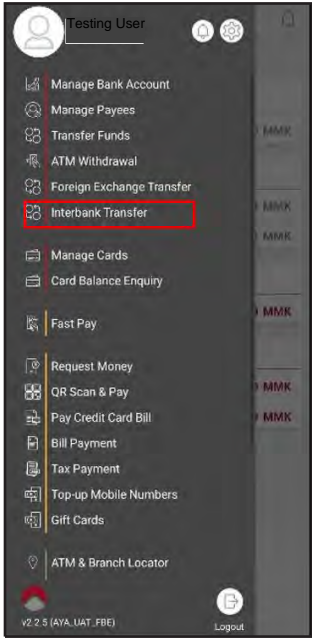 Testing User
Manage Bank Account
Manage Payees
Transfer Funds
MMK
ATM Withdrawal
Foreign Exchange Transfer
Interbank Transfer
MMK
MMK
Manage Cards
Card Balance Enquiry
MMK
Fast Pay
Request Money
QR Scan & Pay
MMK
Pay Credit Card Bill
MMK
Bill Payment
Tax Payment
Top-up Mobile Numbers
Gift Cards
ATM & Branch Locator
v2.2.5 (AYA_UAT_FBE)
Logout